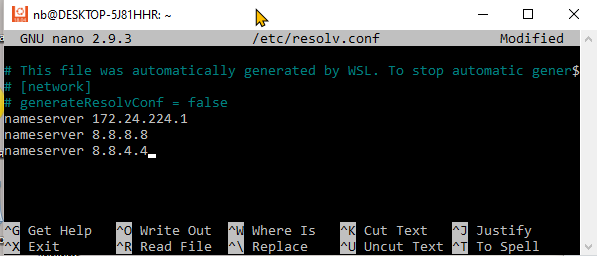 nb@DESKTOP-5J81HHR: ~
GNU nano 2.9.3 /etc/resolv.conf Modified
# This file was automatically generated by WSL. To stop automatic gener$
# [network]
# generateResolvConf = false
nameserver 172.24.224.1
nameserver 8.8.8.8
nameserver 8.8.4.4
^G Get Help ^O Write Out ^W Where Is ^K Cut Text ^J Justify
^X Exit ^R Read File ^\ Replace ^U Uncut Text ^T To Spell